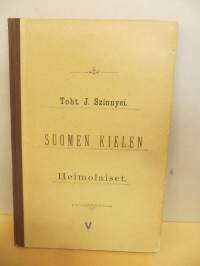 Toht. J. Szinnyei.
SUOMEN KIELEN
Heimolaiset.
V